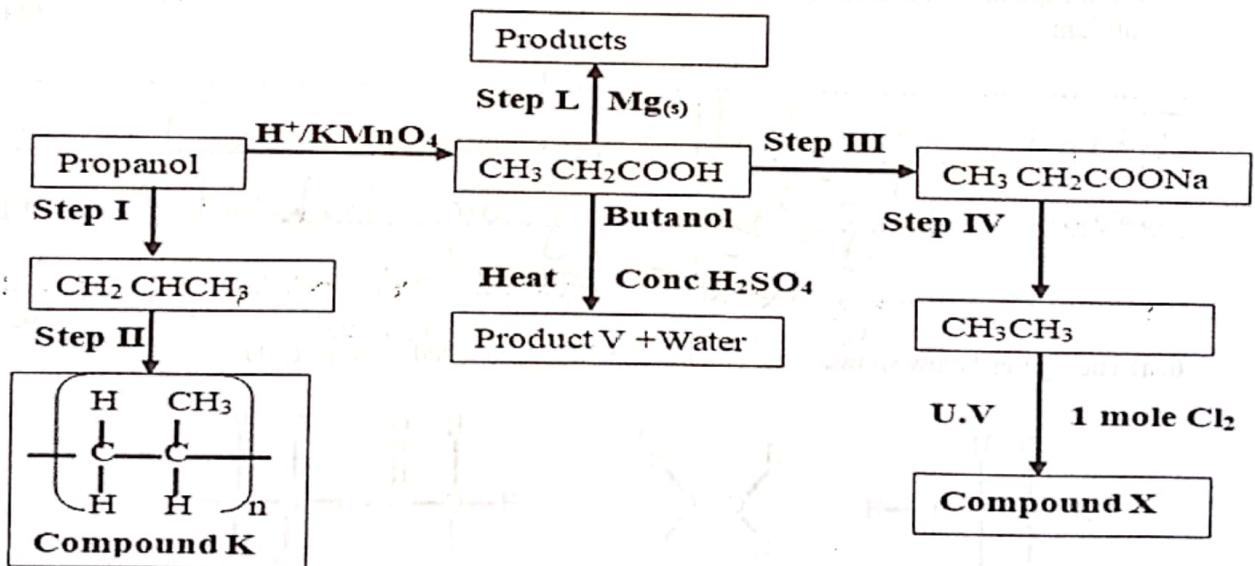 Products
Step L Mg(s)
H⁺/KMnO₄
Step III
Propanol
CH₃ CH₂COOH
CH₃ CH₂COONa
Step I
Butanol
Step IV
CH₂ CHCH₃
Heat Conc H₂SO₄
Step II
Product V +Water
CH₃CH₃
H CH₃
U.V 1 mole Cl₂
C C
H H n
Compound X
Compound K